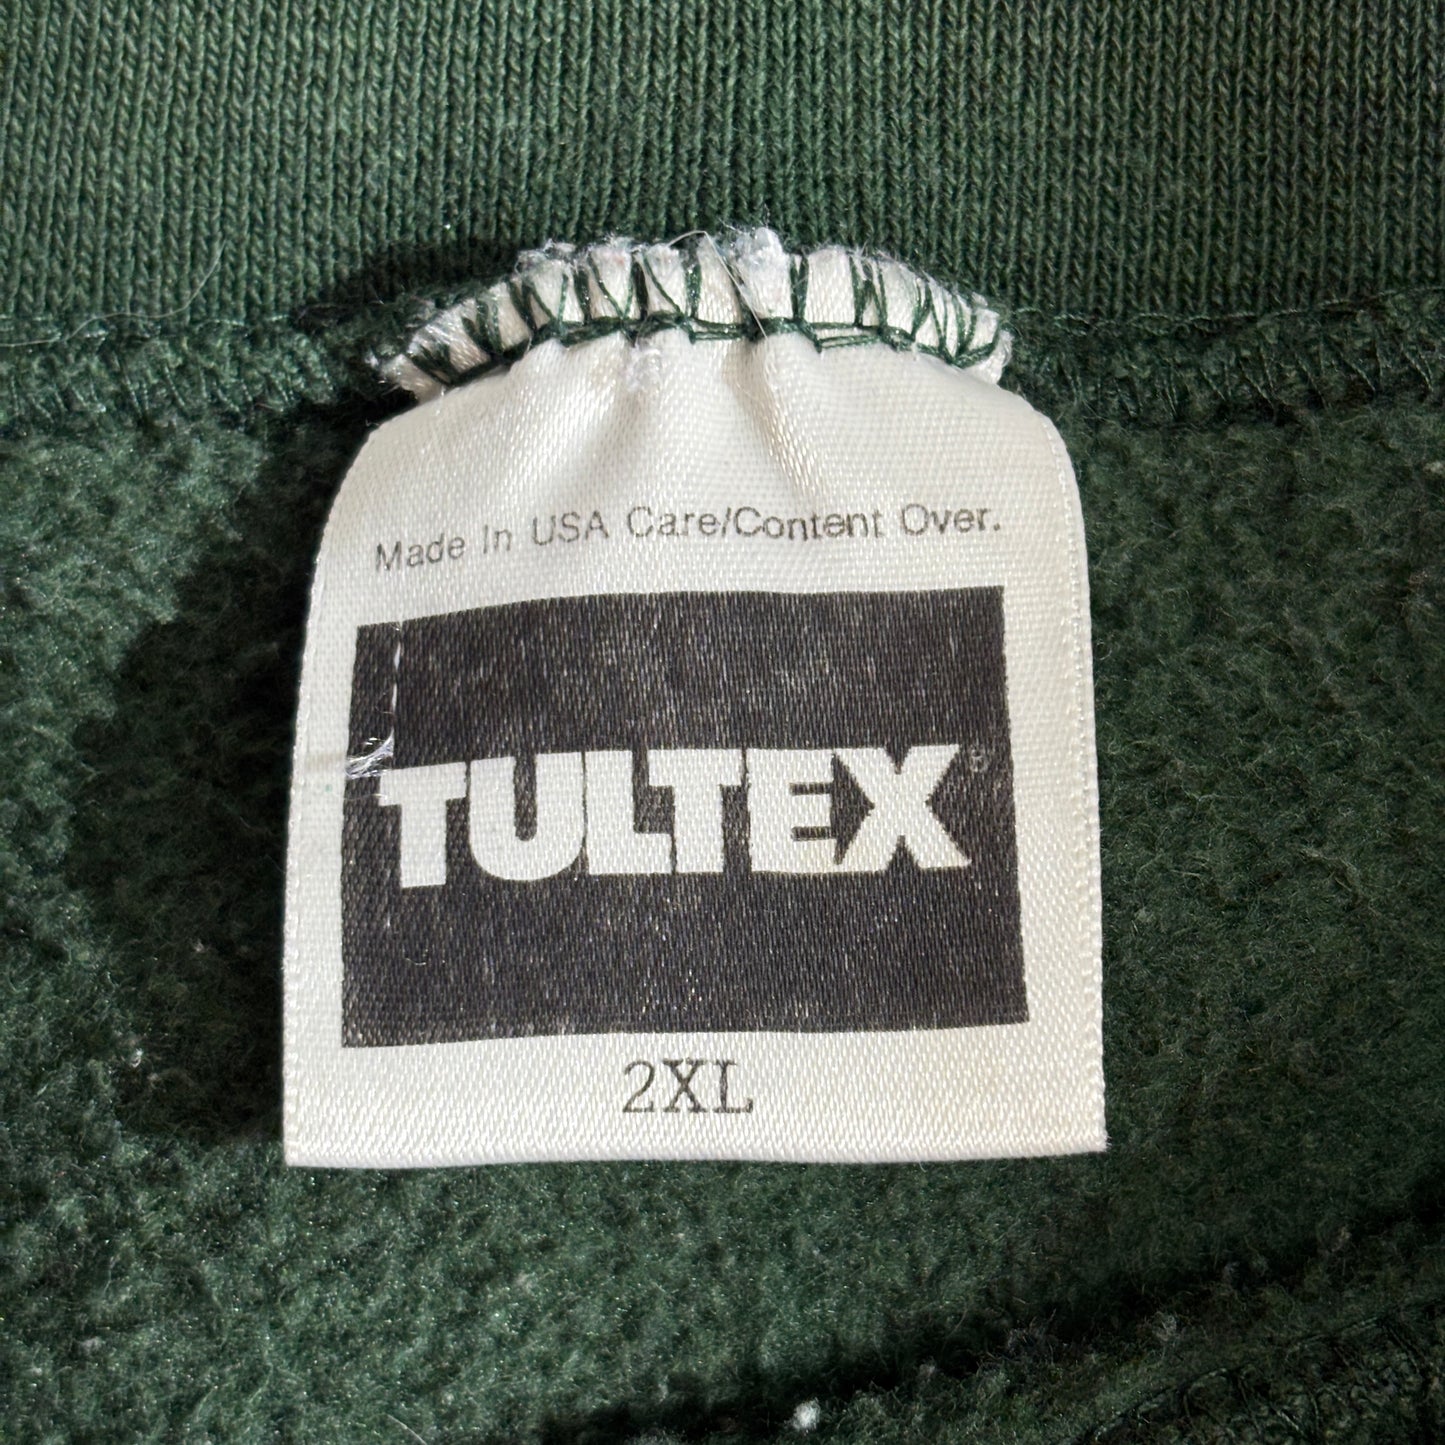 Made In USA Care/Content Over.
TULTEX®
2XL